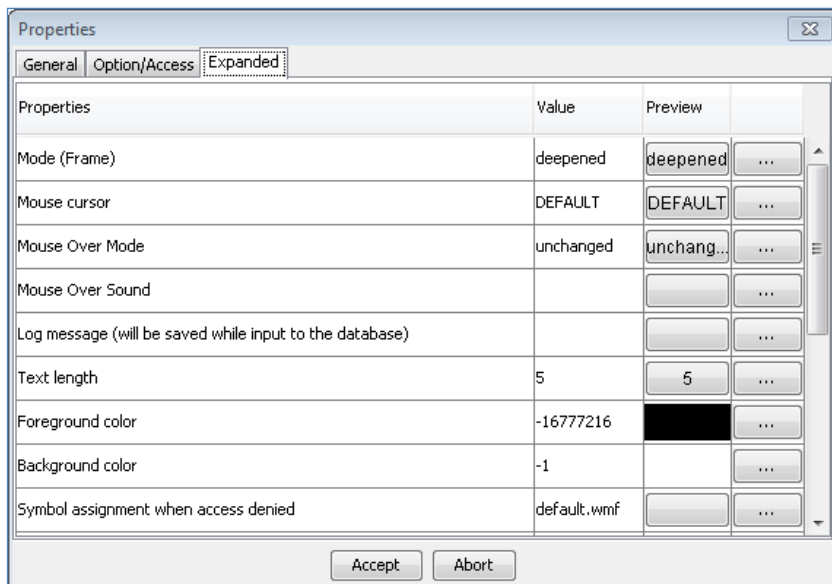 Properties
General Option/Access Expanded
Properties Value Preview
Mode (Frame) deepened deepened ...
Mouse cursor DEFAULT DEFAULT ...
Mouse Over Mode unchanged unchang... ...
Mouse Over Sound ...
Log message (will be saved while input to the database) ...
Text length 5 5 ...
Foreground color -16777216 ...
Background color -1 ...
Symbol assignment when access denied default.wmf ...
Accept Abort